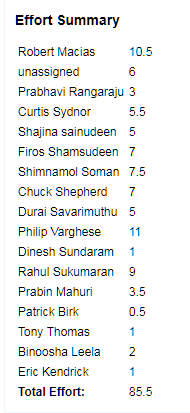 Effort Summary
Robert Macias 10.5
unassigned 6
Prabhavi Rangaraju 3
Curtis Sydnor 5.5
Shajina sainudeen 5
Firos Shamsudeen 7
Shimnamol Soman 7.5
Chuck Shepherd 7
Durai Savarimuthu 5
Philip Varghese 11
Dinesh Sundaram 1
Rahul Sukumaran 9
Prabin Mahuri 3.5
Patrick Birk 0.5
Tony Thomas 1
Binoosha Leela 2
Eric Kendrick 1
Total Effort: 85.5